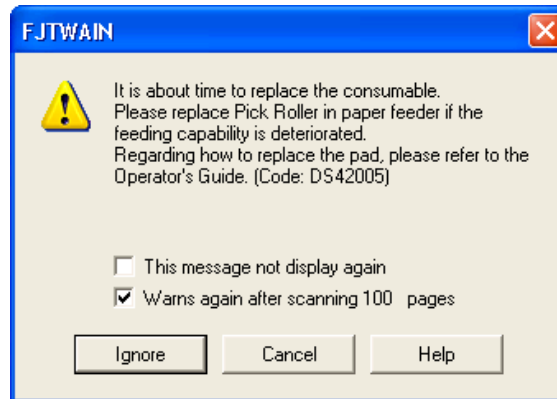 FJTWAIN
It is about time to replace the consumable.
Please replace Pick Roller in paper feeder if the
feeding capability is deteriorated.
Regarding how to replace the pad, please refer to the
Operator's Guide. (Code: DS42005)
This message not display again
Warns again after scanning 100 pages
Ignore Cancel Help